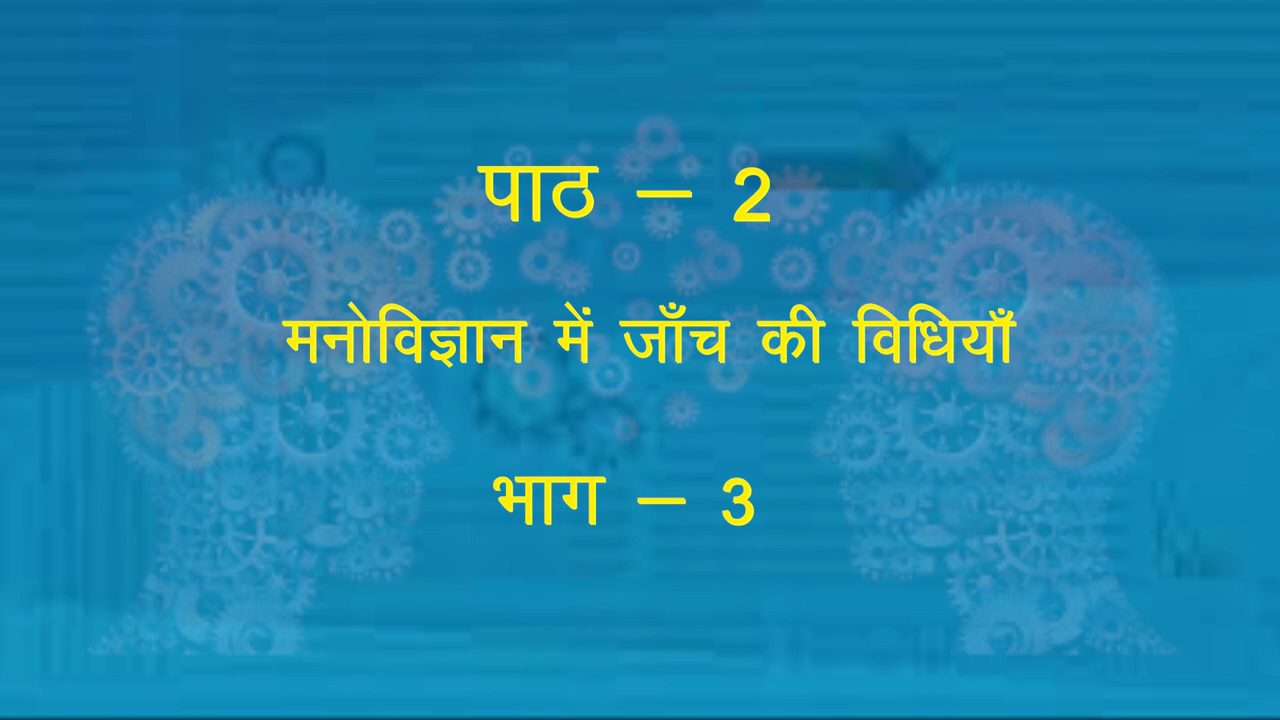 पाठ – 2
मनोविज्ञान में जाँच की विधियाँ
भाग – 3